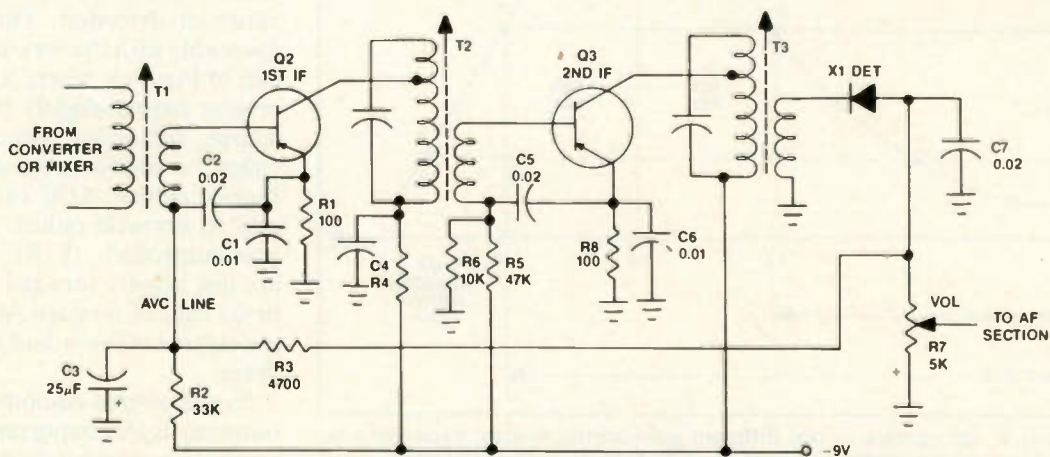 T1
FROM
CONVERTER
OR MIXER
Q2
1ST IF
C2
0.02
C1
0.01
R1
100
AVC LINE
C3
25µF
R2
33K
R3
4700
T2
C4
R4
R6
10K
R5
47K
C5
0.02
Q3
2ND IF
R8
100
C6
0.01
T3
X1 DET
C7
0.02
VOL
R7
5K
TO AF
SECTION
-9V